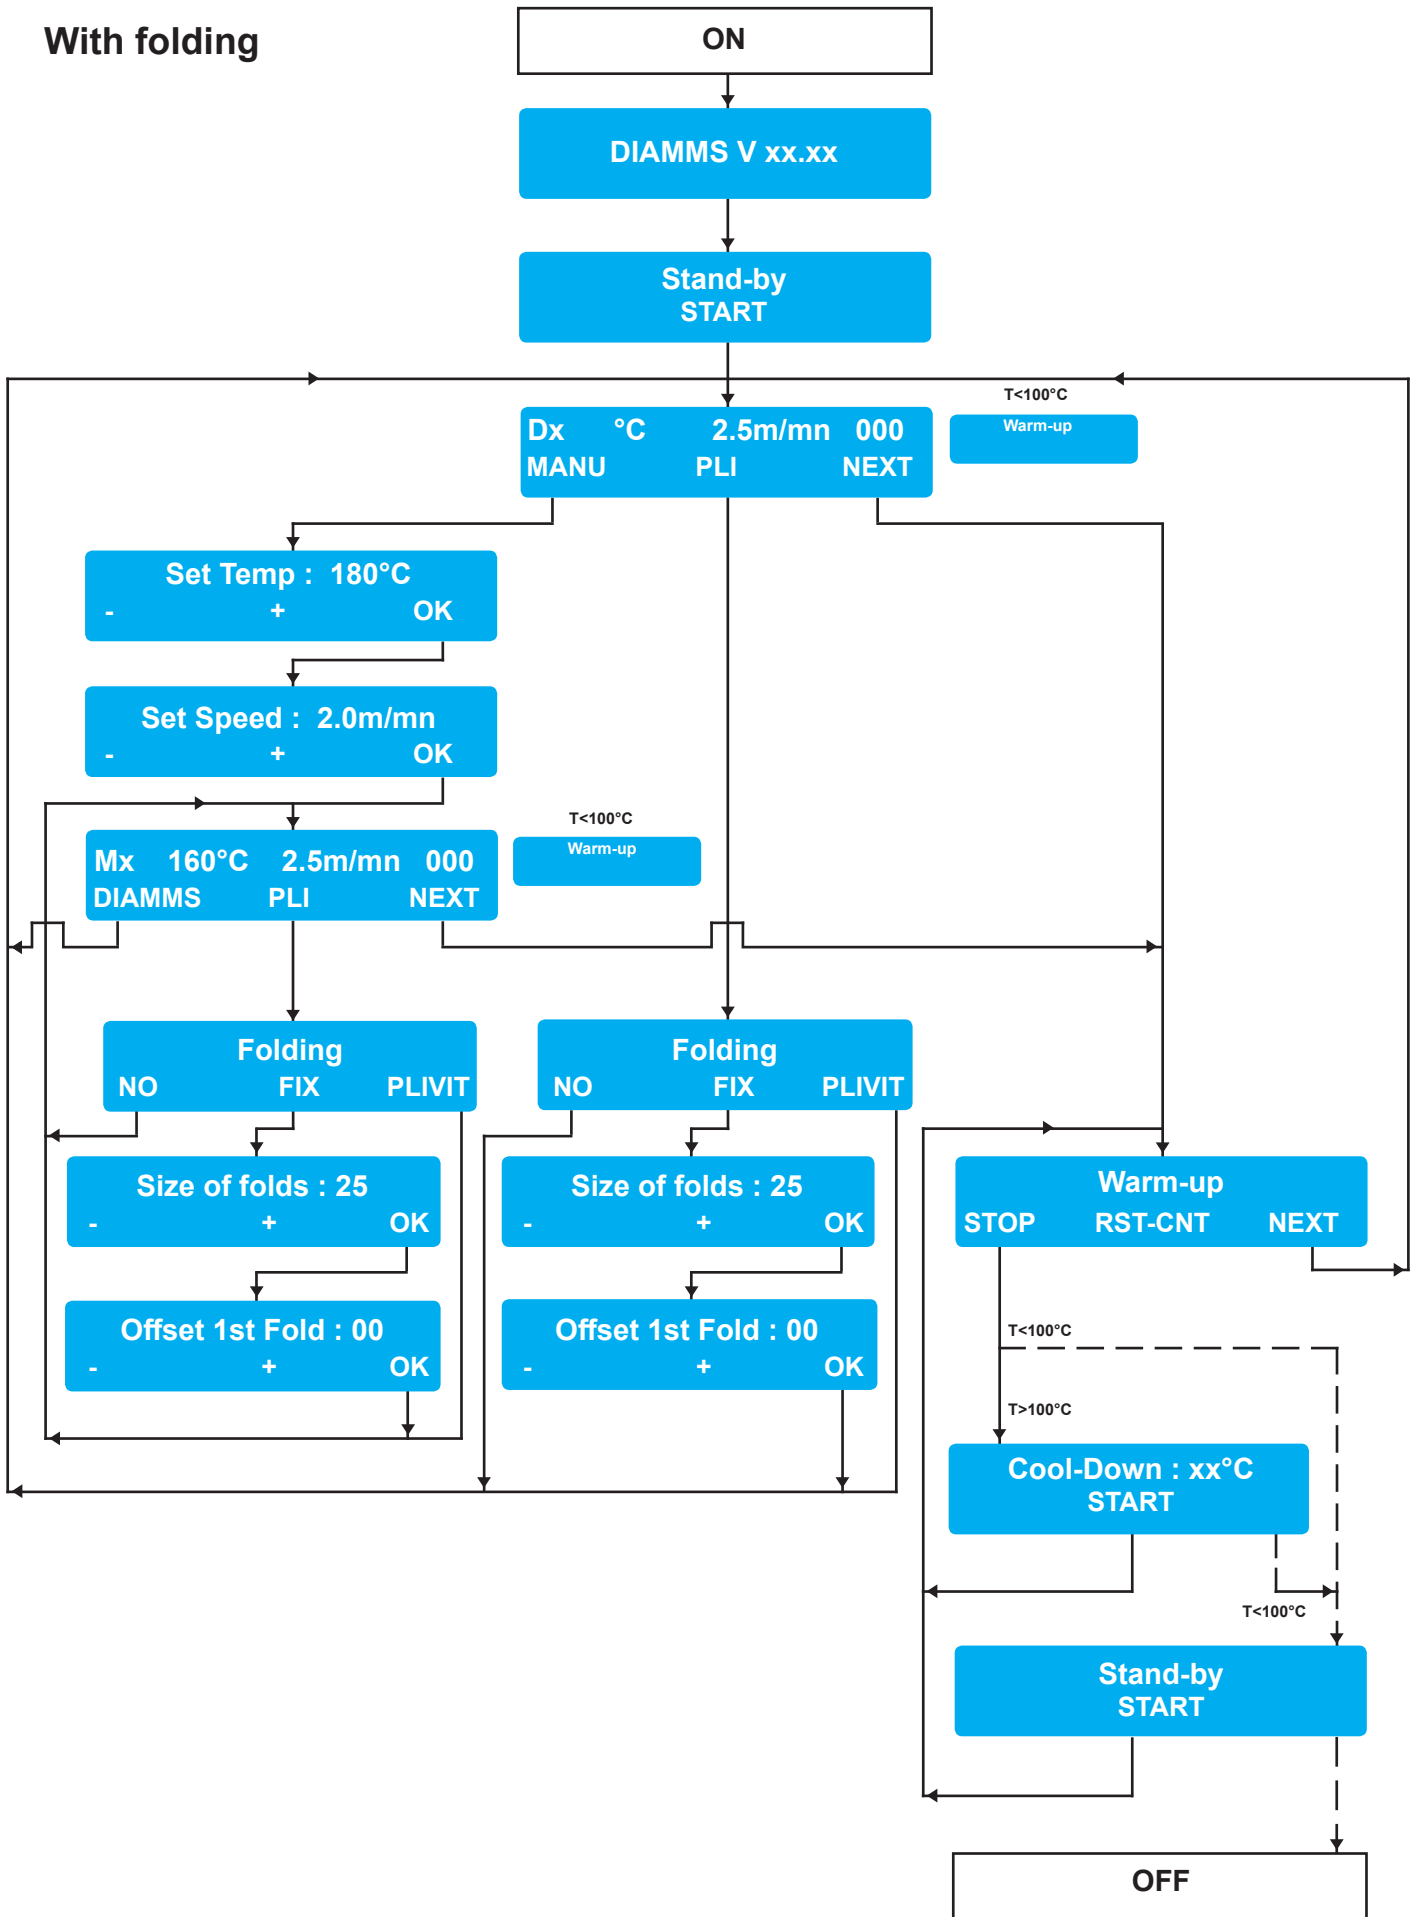 With folding
ON
DIAMMS V xx.xx
Stand-by
START
T<100°C
Dx °C 2.5m/mn 000
MANU PLI NEXT
Warm-up
Set Temp : 180°C
- + OK
Set Speed : 2.0m/mn
- + OK
T<100°C
Warm-up
Mx 160°C 2.5m/mn 000
DIAMMS PLI NEXT
Folding
NO FIX PLIVIT
Folding
NO FIX PLIVIT
Size of folds : 25
- + OK
Size of folds : 25
- + OK
Warm-up
STOP RST-CNT NEXT
Offset 1st Fold : 00
- + OK
Offset 1st Fold : 00
- + OK
T<100°C
T>100°C
Cool-Down : xx°C
START
T<100°C
Stand-by
START
OFF